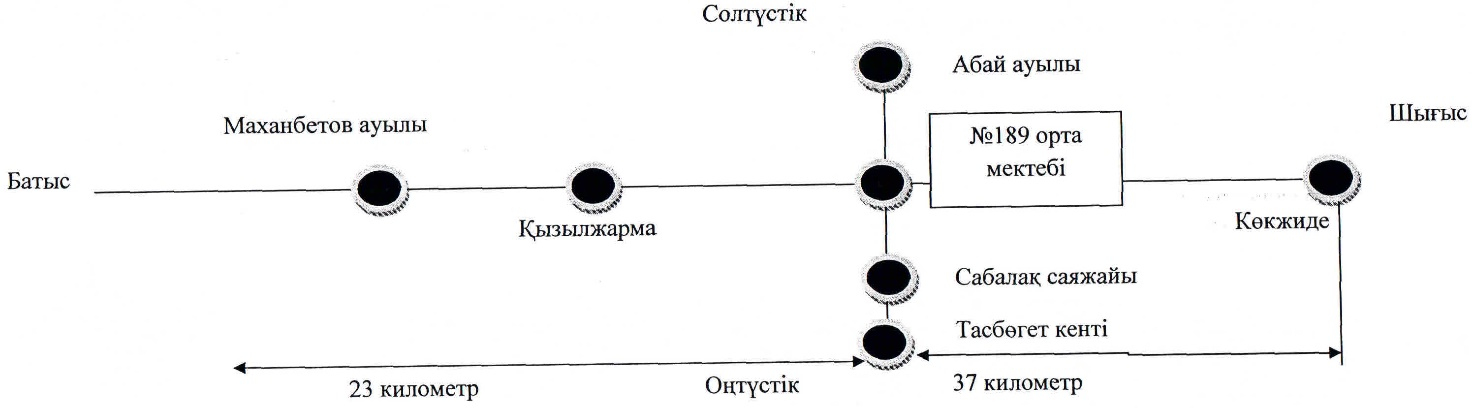 Солтүстік
Абай ауылы
Шығыс
Маханбетов ауылы
№189 орта
мектебі
Батыс
Қызылжарма
Көкжиде
Сабалақ саяжайы
Тасбөгет кенті
23 километр
Оңтүстік
37 километр